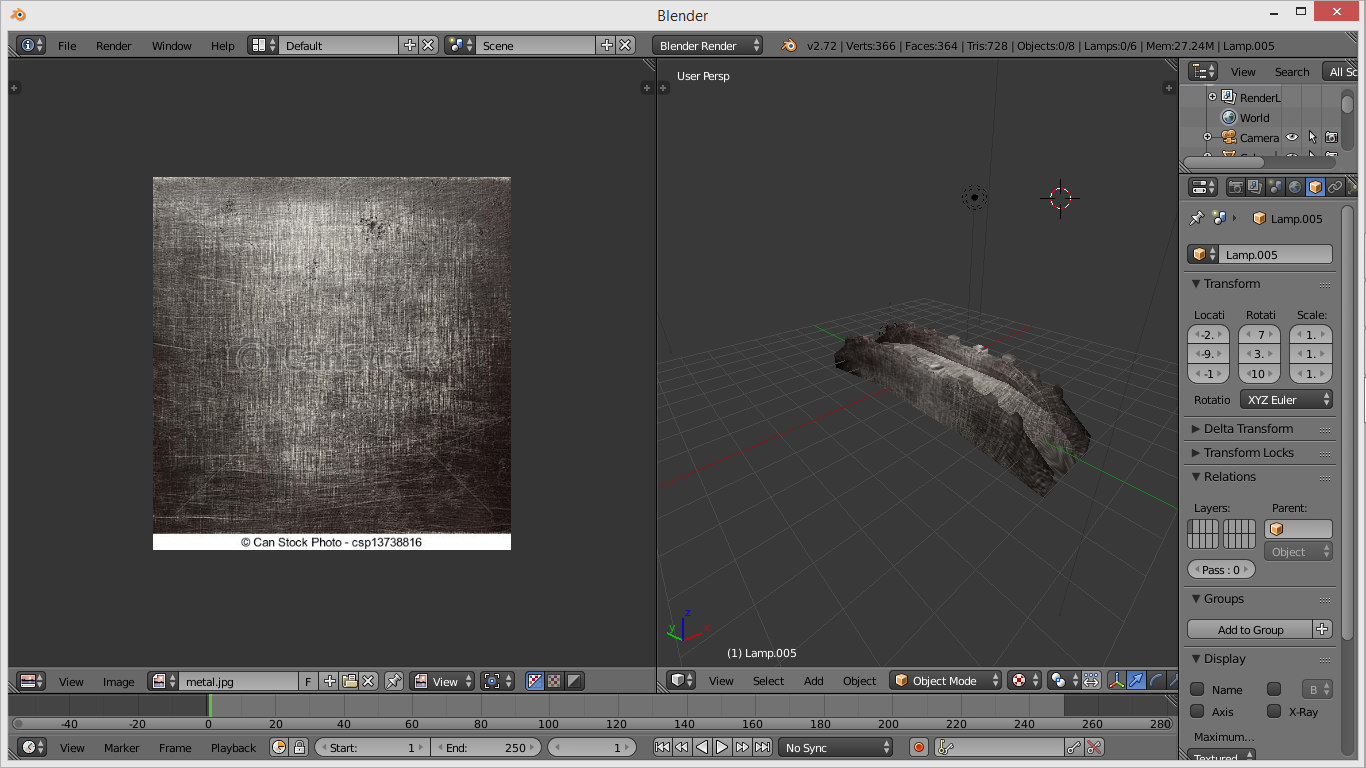 Blender
File Render Window Help Default Scene Blender Render v2.72 | Verts:366 | Faces:364 | Tris:728 | Objects:0/8 | Lamps:0/6 | Mem:27.24M | Lamp.005
User Persp
View Search All Sc
RenderL
World
Camera
Lamp.005
Lamp.005
Transform
Locati Rotati Scale:
-2. 7 1.
-9. 3. 1.
-1 10 1.
Rotatio XYZ Euler
Delta Transform
Transform Locks
Relations
Layers: Parent:
Object
Pass : 0
Groups
Add to Group
Display
Name B
Axis X-Ray
Maximum...
Textured
© CanStock
© Can Stock Photo - csp13738816
x
y
z
(1) Lamp.005
View Image metal.jpg F View
View Select Add Object Object Mode
-40 -20 0 20 40 60 80 100 120 140 160 180 200 220 240 260 280
View Marker Frame Playback Start: 1 End: 250 1 No Sync